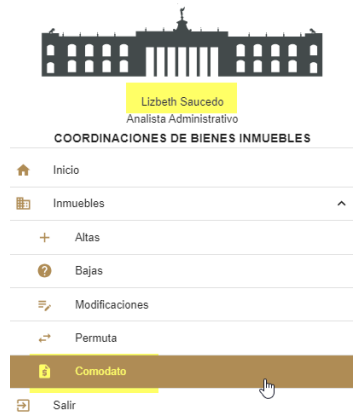 Lizbeth Saucedo
Analista Administrativo
COORDINACIONES DE BIENES INMUEBLES
Inicio
Inmuebles
Altas
Bajas
Modificaciones
Permuta
Comodato
Salir